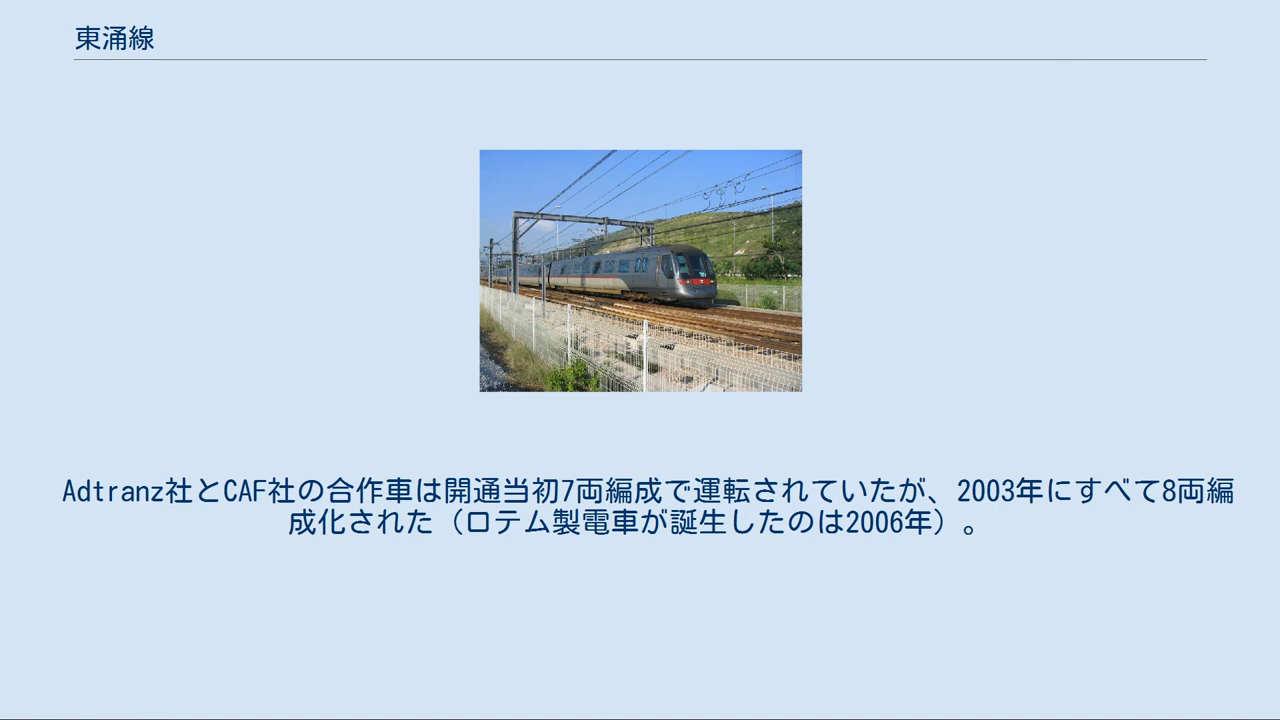 東涌線
Adtranz社とCAF社の合作車は開通当初7両編成で運転されていたが、2003年にすべて8両編
成化された（ロテム製電車が誕生したのは2006年）。